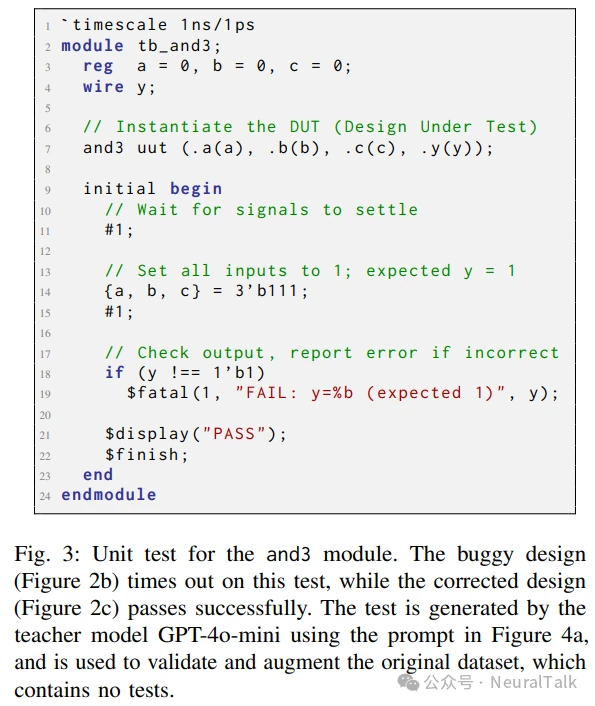 1 `timescale 1ns/1ps
2 module tb_and3;
3 reg  a = 0, b = 0, c = 0;
4 wire y;
5
6 // Instantiate the DUT (Design Under Test)
7 and3 uut (.a(a), .b(b), .c(c), .y(y));
8
9 initial begin
10 // Wait for signals to settle
11 #1;
12
13 // Set all inputs to 1; expected y = 1
14 {a, b, c} = 3’b111;
15 #1;
16
17 // Check output, report error if incorrect
18 if (y !== 1’b1)
19 $fatal(1, "FAIL: y=%b (expected 1)", y);
20
21 $display("PASS");
22 $finish;
23 end
24 endmodule
Fig. 3: Unit test for the and3 module. The buggy design
(Figure 2b) times out on this test, while the corrected design
(Figure 2c) passes successfully. The test is generated by the
teacher model GPT-4o-mini using the prompt in Figure 4a,
and is used to validate and augment the original dataset, which
contains no tests.
公众号 · NeuralTalk